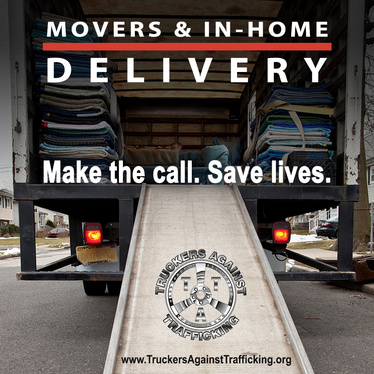 MOVERS & IN-HOME
DELIVERY
Make the call. Save lives.
TRUCKERS AGAINST
TRAFFICKING
www.TruckersAgainstTrafficking.org